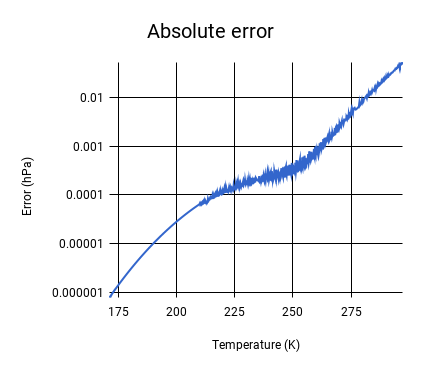 Absolute error
0.01
0.001
0.0001
0.00001
0.000001
Error (hPa)
175 200 225 250 275
Temperature (K)